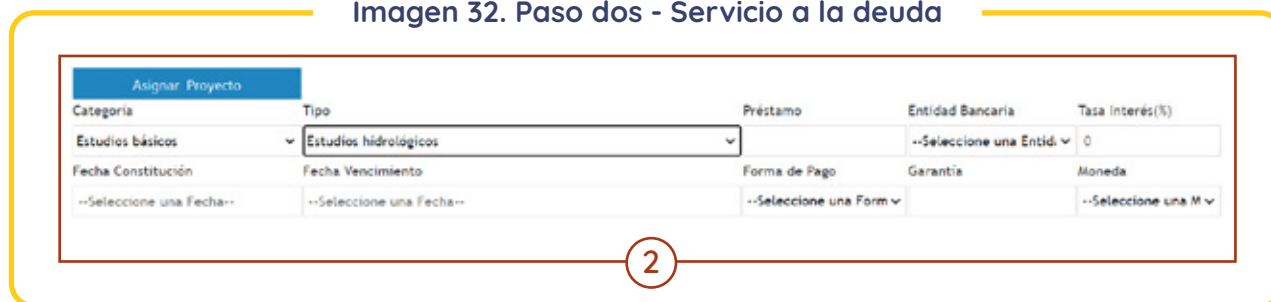 Imagen 32. Paso dos - Servicio a la deuda
Asignar Proyecto
Categoría Tipo Préstamo Entidad Bancaria Tasa Interés(%)
Estudios básicos Estudios hidrológicos --Seleccione una Entid. 0
Fecha Constitución Fecha Vencimiento Forma de Pago Garantía Moneda
--Seleccione una Fecha-- --Seleccione una Fecha-- --Seleccione una Form --Seleccione una M
2